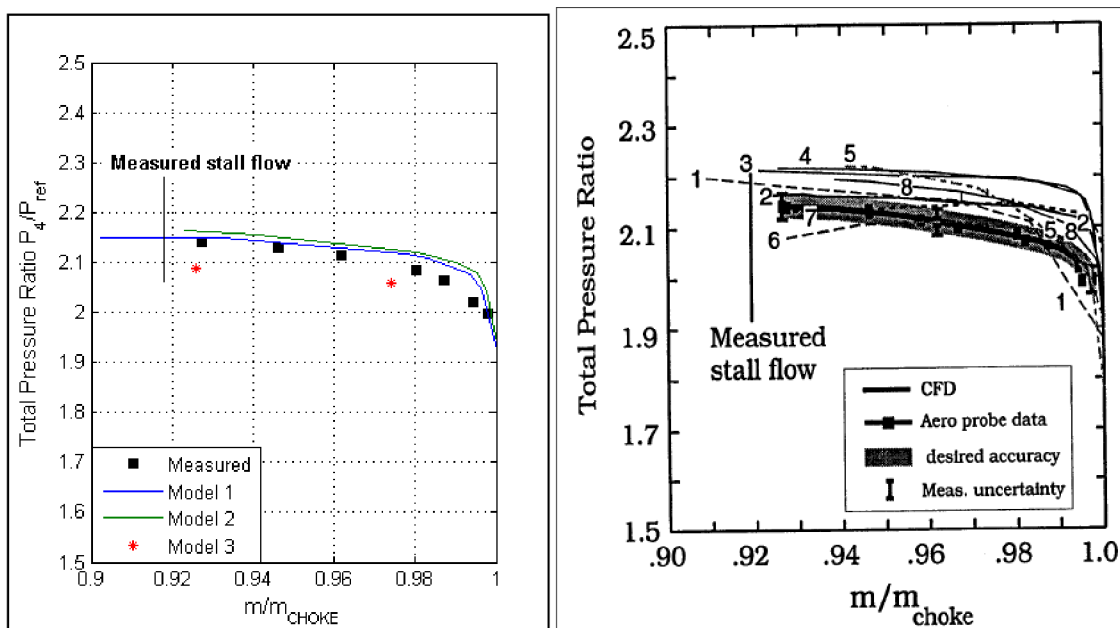 2.5
2.4
2.3
2.2
2.1
2
1.9
1.8
1.7
1.6
1.5
Total Pressure Ratio P4/Pref
Measured stall flow
Measured
Model 1
Model 2
Model 3
0.9 0.92 0.94 0.96 0.98 1
m/mCHOKE
2.5
2.3
2.1
1.9
1.7
1.5
Total Pressure Ratio
1
3
4
5
8
2
7
6
2
5
8
1
Measured
stall flow
CFD
Aero probe data
desired accuracy
Meas. uncertainty
.90 .92 .94 .96 .98 1.0
m/mchoke